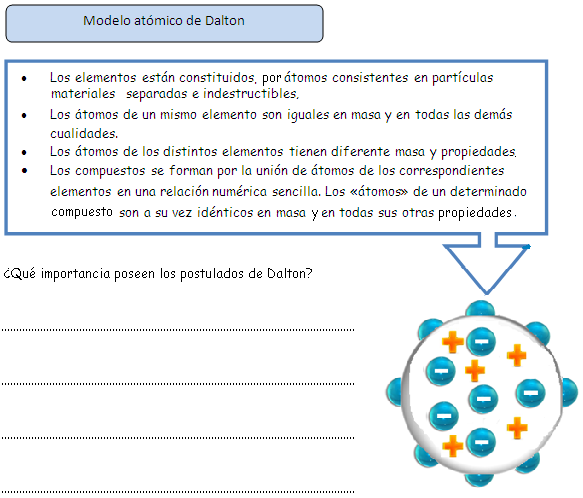 Modelo atómico de Dalton
• Los elementos están constituidos, por átomos consistentes en partículas
materiales separadas e indestructibles.
• Los átomos de un mismo elemento son iguales en masa y en todas las demás
cualidades.
• Los átomos de los distintos elementos tienen diferente masa y propiedades.
• Los compuestos se forman por la unión de átomos de los correspondientes
elementos en una relación numérica sencilla. Los «átomos» de un determinado
compuesto son a su vez idénticos en masa y en todas sus otras propiedades.
¿Qué importancia poseen los postulados de Dalton?